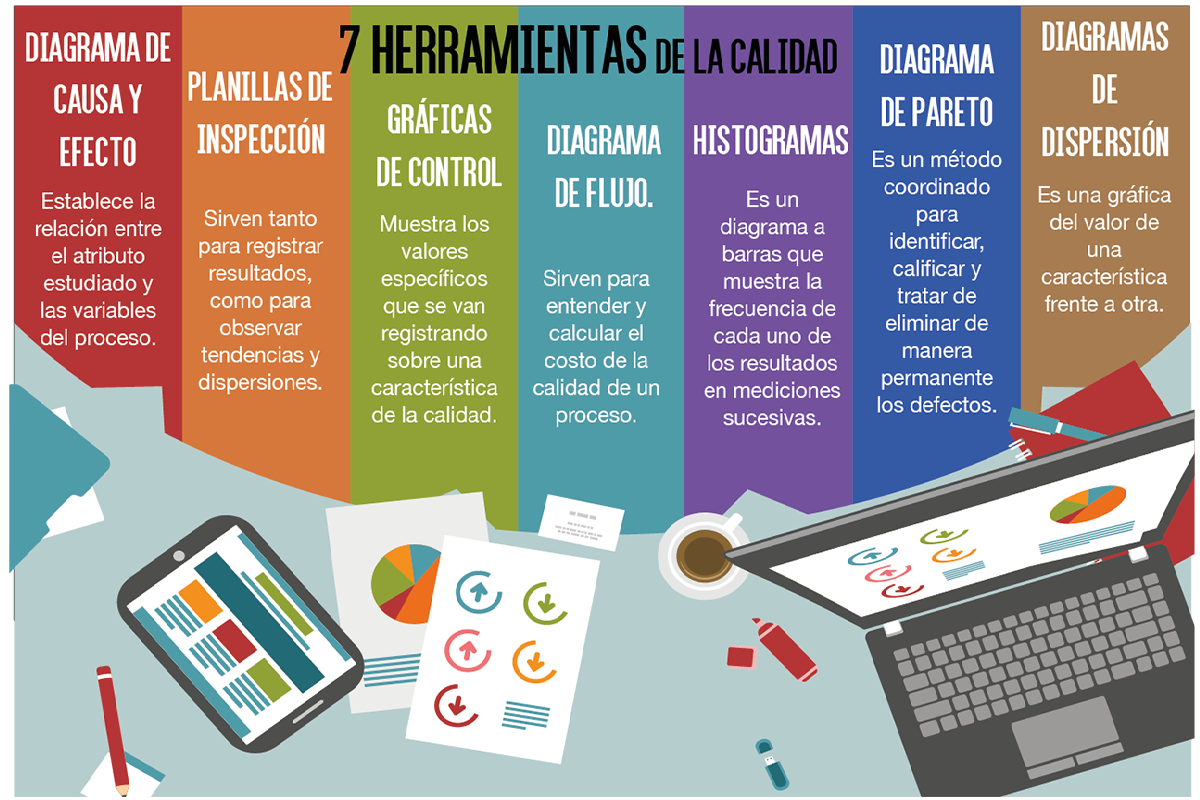 7 HERRAMIENTAS DE LA CALIDAD
DIAGRAMA DE
CAUSA Y
EFECTO
Establece la
relación entre
el atributo
estudiado y
las variables
del proceso.
PLANILLAS DE
INSPECCIÓN
Sirven tanto
para registrar
resultados,
como para
observar
tendencias y
dispersiones.
GRÁFICAS
DE CONTROL
Muestra los
valores
específicos
que se van
registrando
sobre una
característica
de la calidad.
DIAGRAMA
DE FLUJO.
Sirven para
entender y
calcular el
costo de la
calidad de un
proceso.
HISTOGRAMAS
Es un
diagrama a
barras que
muestra la
frecuencia de
cada uno de
los resultados
en mediciones
sucesivas.
DIAGRAMA
DE PARETO
Es un método
coordinado
para
identificar,
calificar y
tratar de
eliminar de
manera
permanente
los defectos.
DIAGRAMAS
DE
DISPERSIÓN
Es una gráfica
del valor de
una
característica
frente a otra.